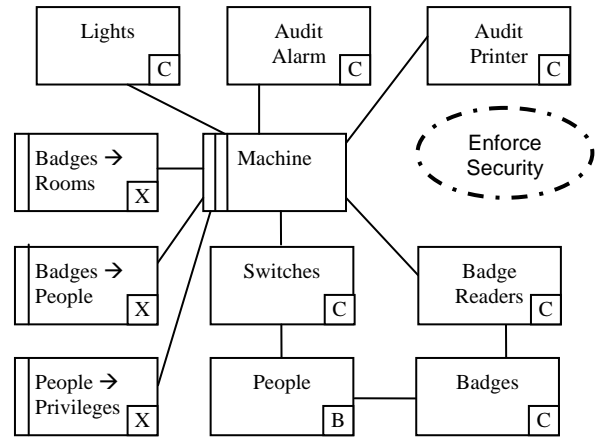 Lights
C
Audit
Alarm
C
Audit
Printer
C
Badges →
Rooms
X
Machine
Enforce
Security
Badges →
People
X
Switches
C
Badge
Readers
C
People →
Privileges
X
People
B
Badges
C